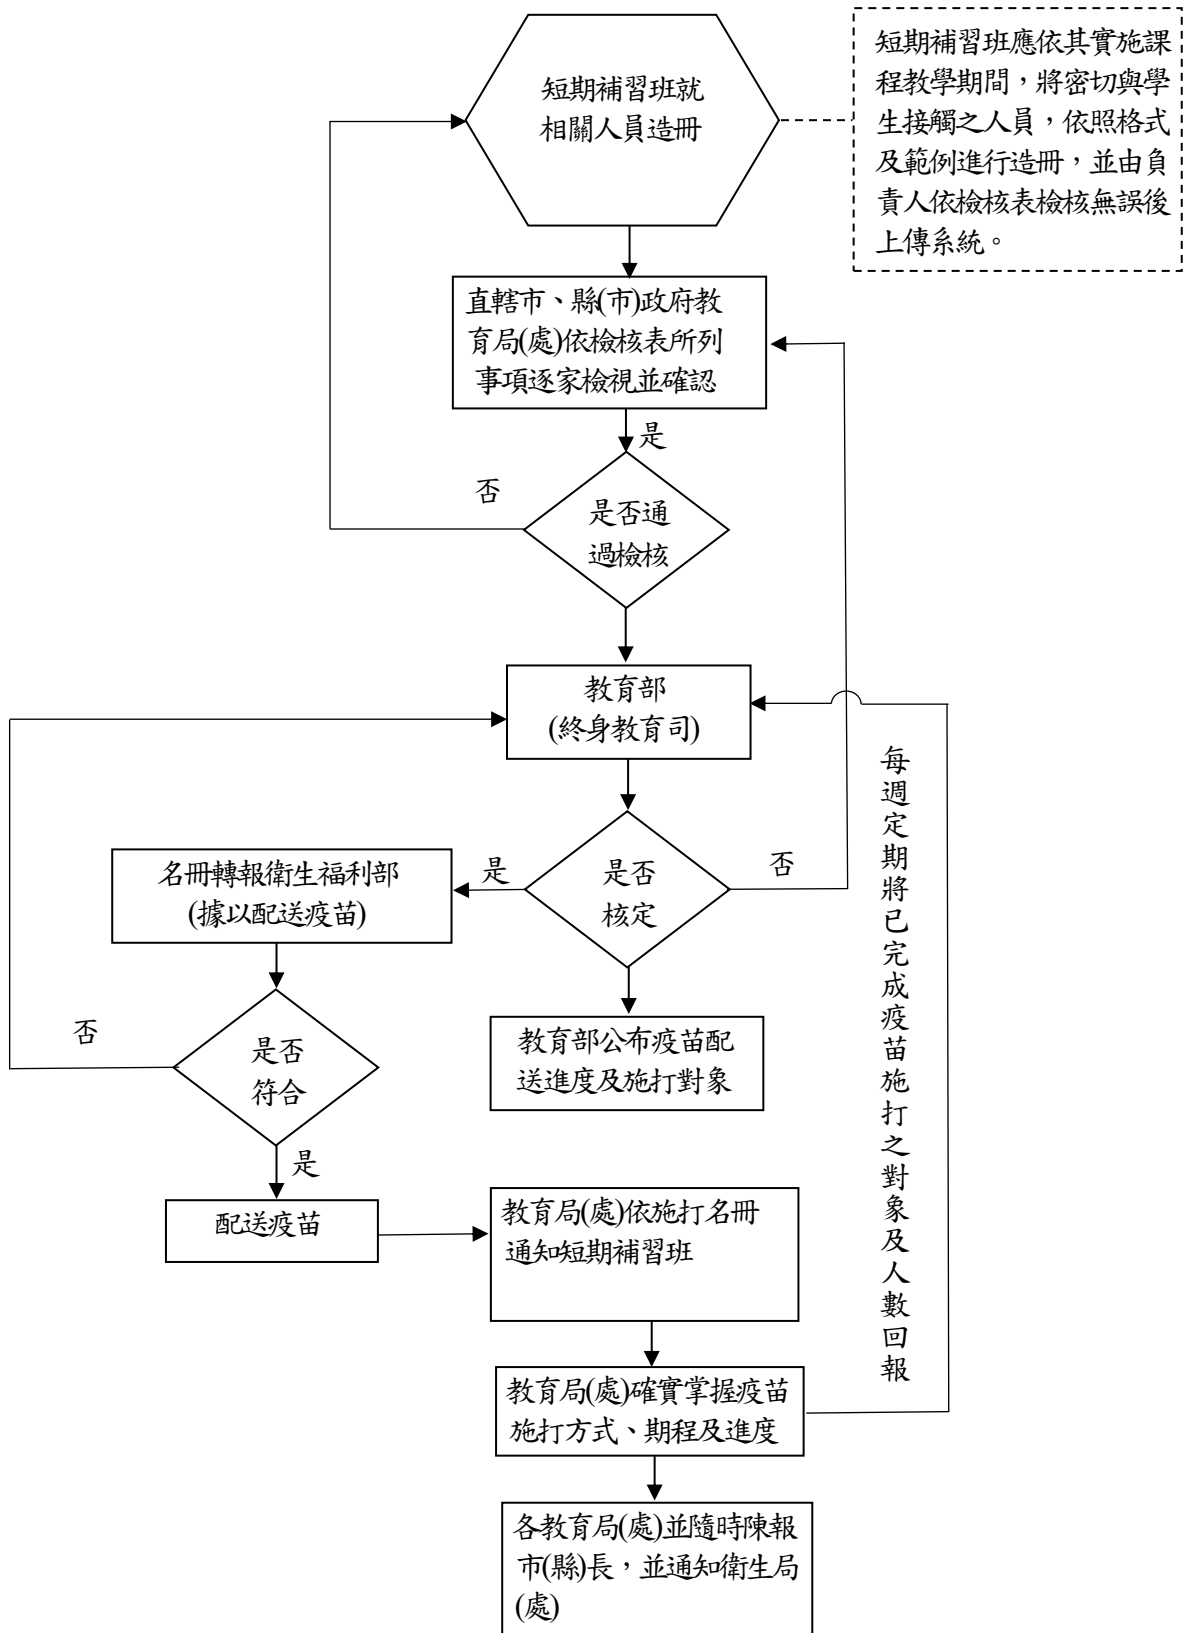 短期補習班就
相關人員造冊
短期補習班應依其實施課
程教學期間，將密切與學
生接觸之人員，依照格式
及範例進行造冊，並由負
責人依檢核表檢核無誤後
上傳系統。
直轄市、縣(市)政府教
育局(處)依檢核表所列
事項逐家檢視並確認
是
否
是否通
過檢核
教育部
(終身教育司)
每週定期將已完成疫苗施打之對象及人數回報
名冊轉報衛生福利部
(據以配送疫苗)
是
是否
核定
否
否
是否
符合
教育部公布疫苗配
送進度及施打對象
是
配送疫苗
教育局(處)依施打名冊
通知短期補習班
教育局(處)確實掌握疫苗
施打方式、期程及進度
各教育局(處)並隨時陳報
市(縣)長，並通知衛生局
(處)